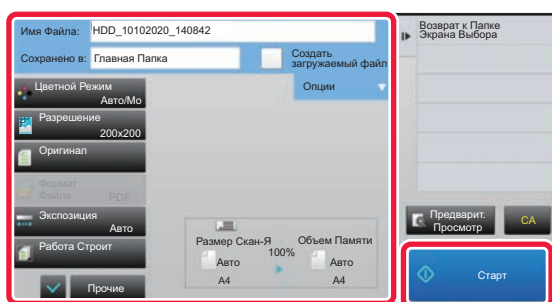 Имя Файла: HDD_10102020_140842
Сохранено в: Главная Папка
Создать
загружаемый файл
Опции
Цветной Режим
Авто/Мо
Разрешение
200x200
Оригинал
Формат
Файла PDF
Экспозиция
Авто
Работа Строит
Прочие
Размер Скан-Я
100%
Объем Памяти
Авто
Авто
A4
A4
Возврат к Папке
Экрана Выбора
Предварит.
Просмотр
CA
Старт